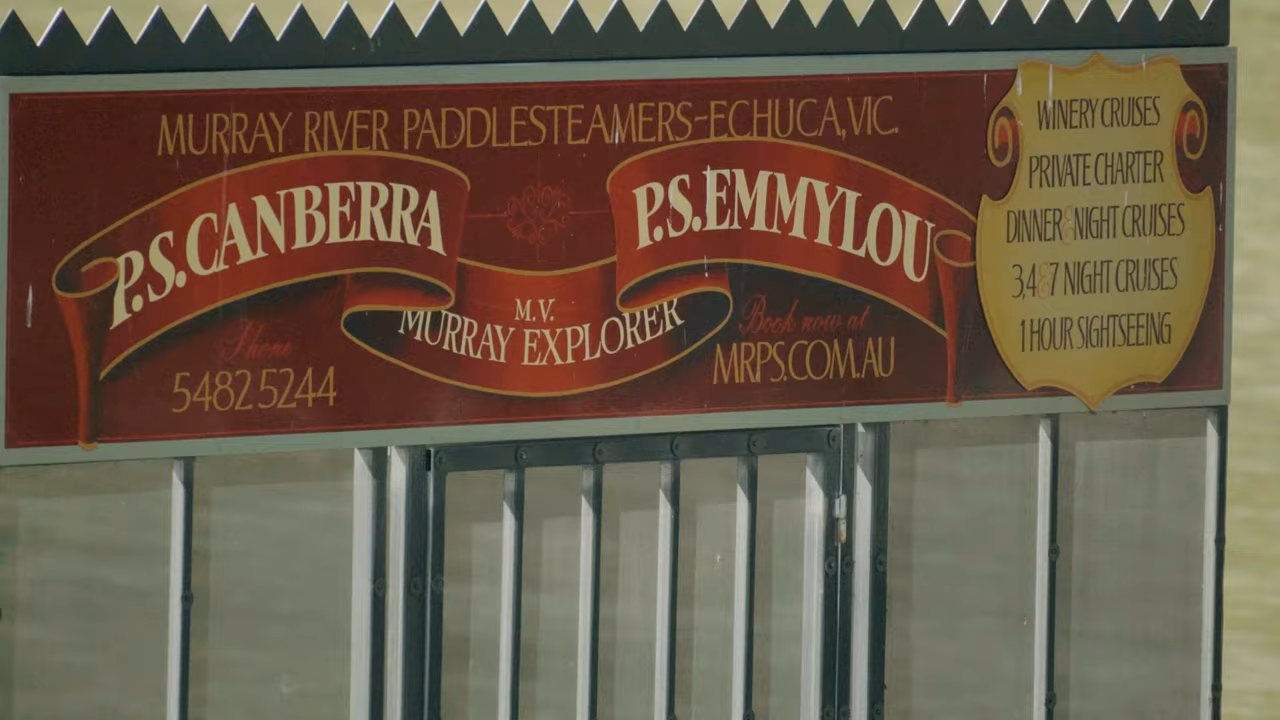 MURRAY RIVER PADDLESTEAMERS-ECHUCA, VIC.
P.S. CANBERRA
P.S. EMMYLOU
M.V.
MURRAY EXPLORER
Phone
5482 5244
Book now at
MRPS.COM.AU
WINERY CRUISES
PRIVATE CHARTER
DINNER & NIGHT CRUISES
3,4 & 7 NIGHT CRUISES
1 HOUR SIGHTSEEING